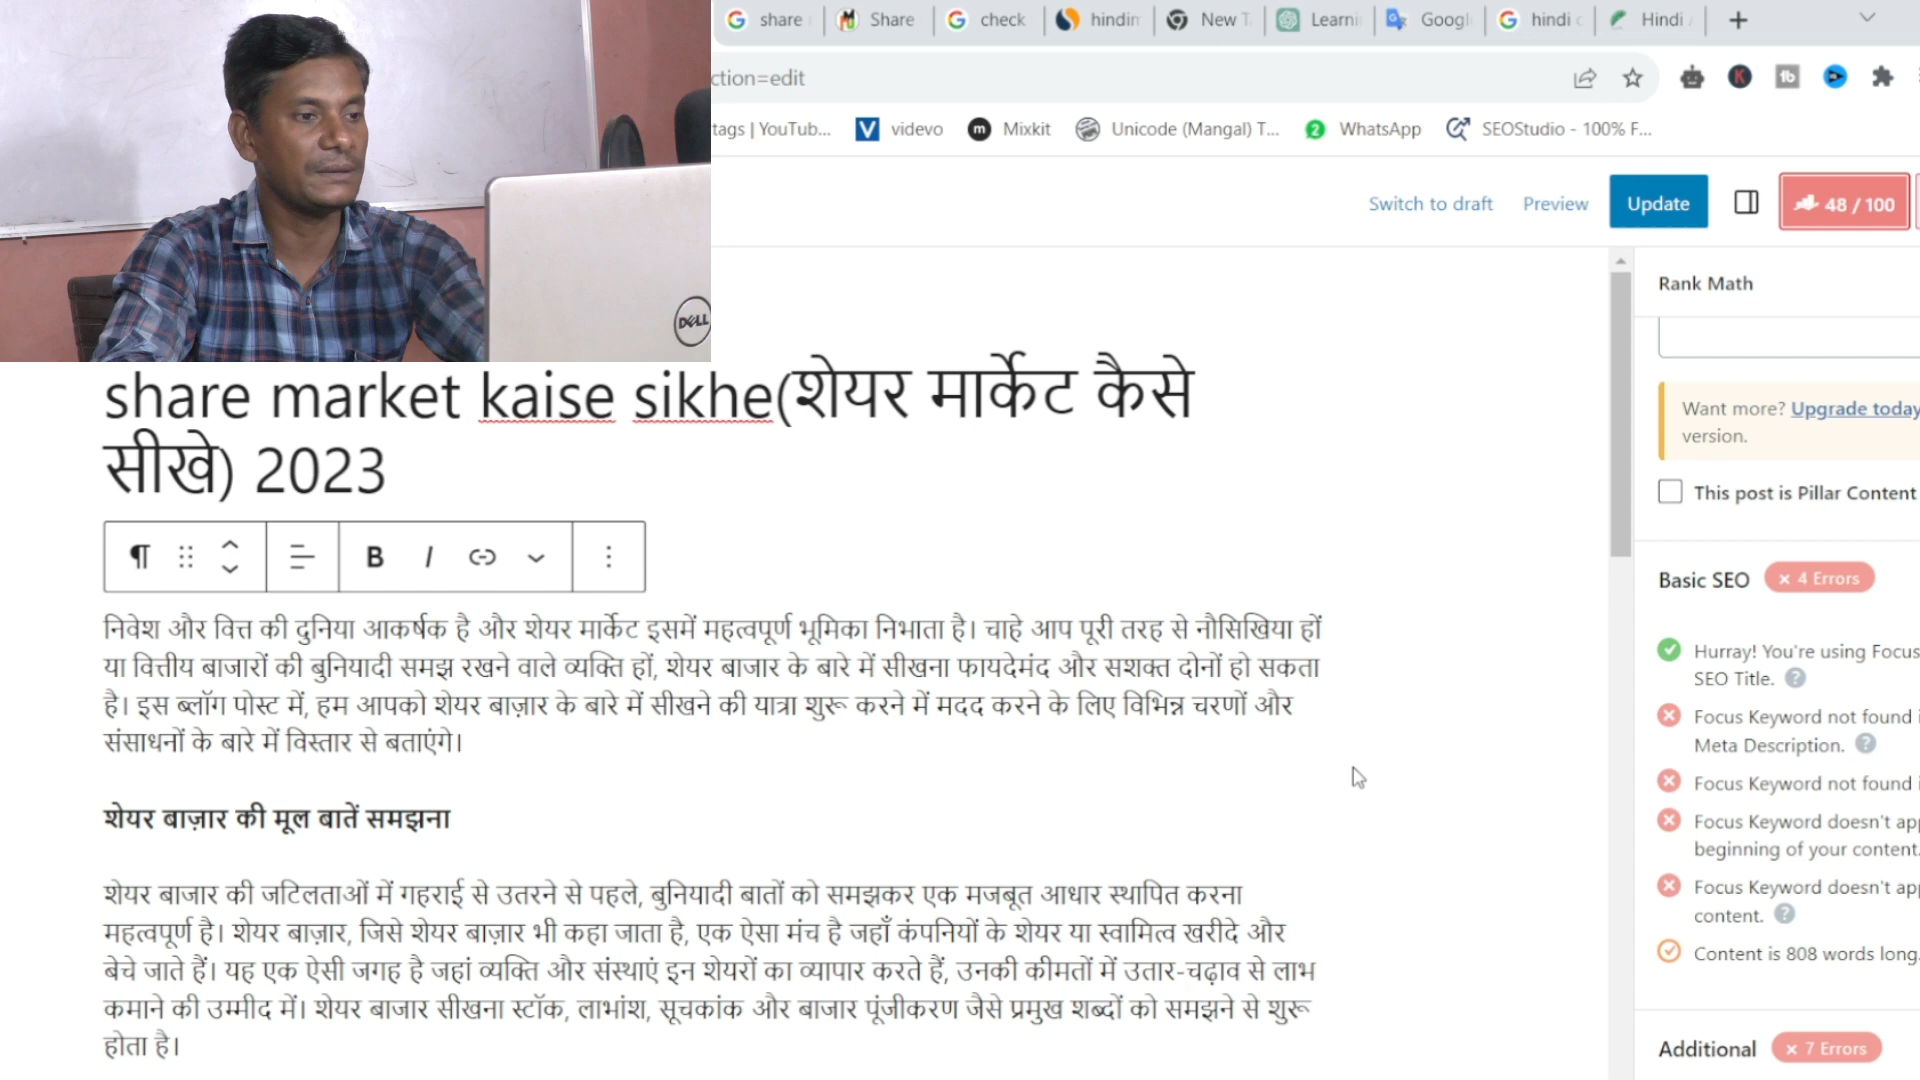 share
Share
check
hindim
New T
Learni
Googl
hindi c
Hindi
ction=edit
tags | YouTub...
V videvo
m Mixkit
Unicode (Mangal) T...
2 WhatsApp
SEOStudio - 100% F...
Switch to draft
Preview
Update
48 / 100
DELL
Rank Math
share market kaise sikhe(शेयर मार्केट कैसे
सीखे) 2023
Want more? Upgrade today
version.
This post is Pillar Content
B I
Basic SEO × 4 Errors
निवेश और वित्त की दुनिया आकर्षक है और शेयर मार्केट इसमें महत्वपूर्ण भूमिका निभाता है। चाहे आप पूरी तरह से नौसिखिया हों
या वित्तीय बाजारों की बुनियादी समझ रखने वाले व्यक्ति हों, शेयर बाजार के बारे में सीखना फायदेमंद और सशक्त दोनों हो सकता
है। इस ब्लॉग पोस्ट में, हम आपको शेयर बाज़ार के बारे में सीखने की यात्रा शुरू करने में मदद करने के लिए विभिन्न चरणों और
संसाधनों के बारे में विस्तार से बताएंगे।
शेयर बाज़ार की मूल बातें समझना
शेयर बाजार की जटिलताओं में गहराई से उतरने से पहले, बुनियादी बातों को समझकर एक मजबूत आधार स्थापित करना
महत्वपूर्ण है। शेयर बाज़ार, जिसे शेयर बाज़ार भी कहा जाता है, एक ऐसा मंच है जहाँ कंपनियों के शेयर या स्वामित्व खरीदे और
बेचे जाते हैं। यह एक ऐसी जगह है जहां व्यक्ति और संस्थाएं इन शेयरों का व्यापार करते हैं, उनकी कीमतों में उतार-चढ़ाव से लाभ
कमाने की उम्मीद में। शेयर बाजार सीखना स्टॉक, लाभांश, सूचकांक और बाजार पूंजीकरण जैसे प्रमुख शब्दों को समझने से शुरू
होता है।
Hurray! You're using Focus
SEO Title. ?
Focus Keyword not found i
Meta Description. ?
Focus Keyword not found i
Focus Keyword doesn't app
beginning of your content.
Focus Keyword doesn't app
content. ?
Content is 808 words long.
Additional × 7 Errors